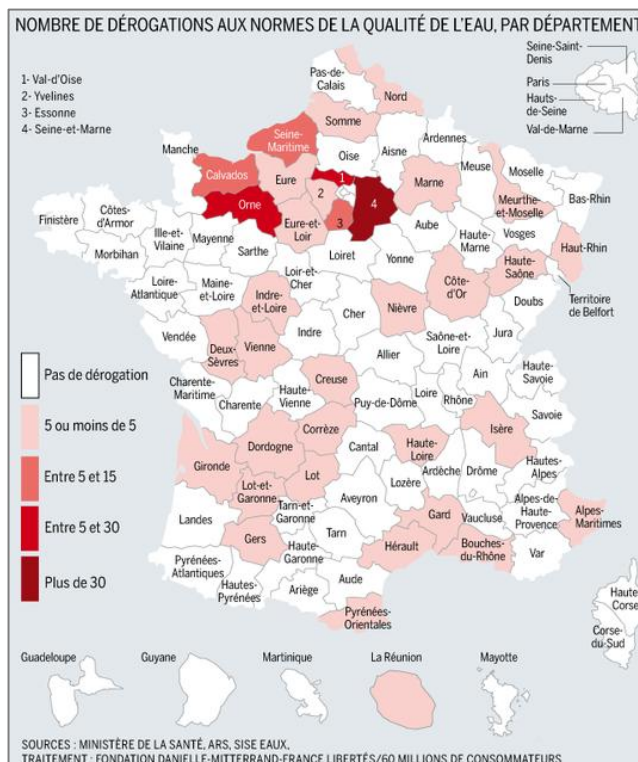 NOMBRE DE DÉROGATIONS AUX NORMES DE LA QUALITÉ DE L'EAU, PAR DÉPARTEMENT
1- Val-d'Oise
2- Yvelines
3- Essonne
4- Seine-et-Marne
Seine-Saint-
Denis
Paris
Hauts-
de-Seine
Val-de-Marne
Pas-de-
Calais
Nord
Somme
Seine-
Maritime
Manche
Oise
Aisne
Ardennes
Calvados
Eure
1
2
3
4
Marne
Meuse
Moselle
Meurthe-
et-Moselle
Bas-Rhin
Orne
Eure-et-
Loir
Finistère
Côtes-
d'Armor
Ille-et-
Vilaine
Mayenne
Morbihan
Sarthe
Loiret
Yonne
Aube
Haute-
Marne
Vosges
Haut-Rhin
Haute-
Saône
Loir-et-
Cher
Loire-
Atlantique
Maine-
et-Loire
Indre-
et-Loire
Cher
Nièvre
Côte-
d'Or
Doubs
Territoire
de Belfort
Vendée
Deux-
Sèvres
Vienne
Indre
Allier
Saône-et-
Loire
Jura
Charente-
Maritime
Charente
Haute-
Vienne
Creuse
Puy-de-Dôme
Loire
Rhône
Ain
Haute-
Savoie
Savoie
Corrèze
Dordogne
Gironde
Cantal
Haute-
Loire
Isère
Ardèche
Drôme
Hautes-
Alpes
Lot-et-
Garonne
Lot
Lozère
Aveyron
Landes
Tarn-et-
Garonne
Tarn
Gard
Vaucluse
Alpes-de-
Haute-
Provence
Alpes-
Maritimes
Gers
Haute-
Garonne
Hérault
Bouches-
du-Rhône
Var
Pyrénées-
Atlantiques
Hautes-
Pyrénées
Ariège
Aude
Pyrénées-
Orientales
Haute-
Corse
Corse-
du-Sud
Pas de dérogation
5 ou moins de 5
Entre 5 et 15
Entre 5 et 30
Plus de 30
Guadeloupe
Guyane
Martinique
La Réunion
Mayotte
SOURCES : MINISTÈRE DE LA SANTÉ, ARS, SISE EAUX,
TRAITEMENT : FONDATION DANIELLE-MITTERRAND-FRANCE LIBERTÉS/60 MILLIONS DE CONSOMMATEURS